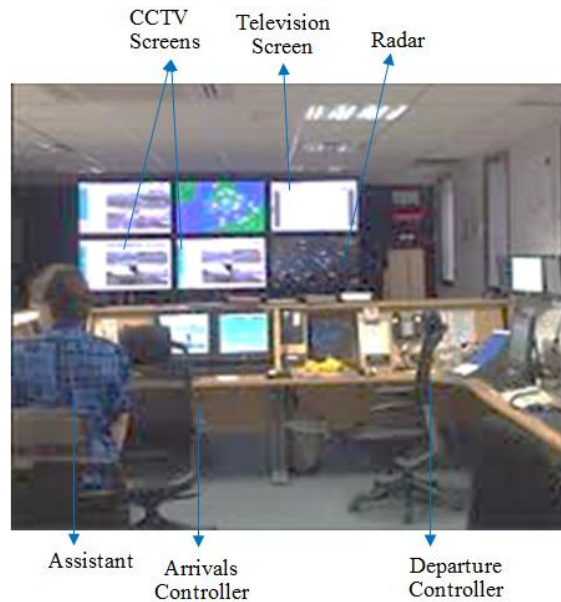 CCTV
Screens
Television
Screen
Radar
Assistant
Arrivals
Controller
Departure
Controller